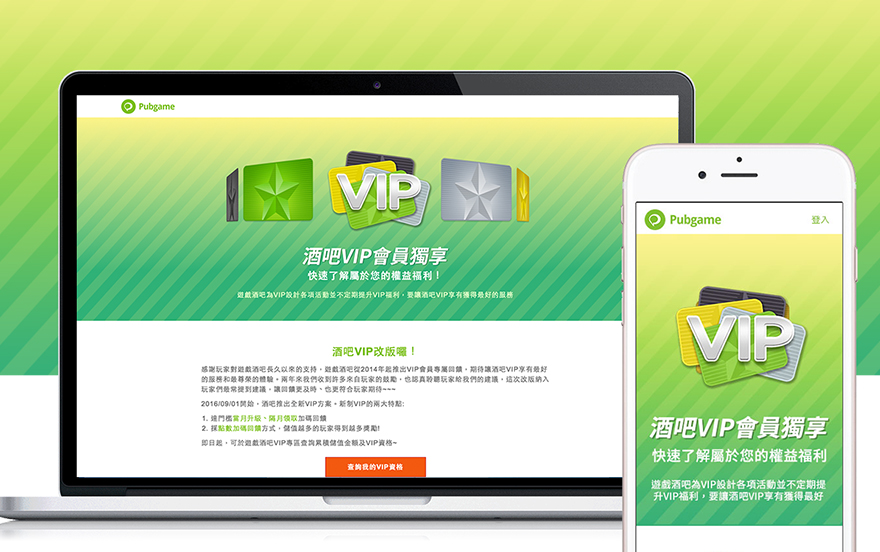 Pubgame
VIP
酒吧VIP會員獨享
快速了解屬於您的權益福利！
遊戲酒吧為VIP設計各項活動並不定期提升VIP福利，要讓酒吧VIP享有獲得最好的服務
酒吧VIP改版囉！
感謝玩家對遊戲酒吧長久以來的支持，遊戲酒吧從2014年起推出VIP會員專屬回饋，期待讓酒吧VIP享有最好
的服務和最尊榮的體驗。兩年來我們收到許多來自玩家的鼓勵，也認真聆聽玩家給我們的建議，這次改版納入
玩家們最常提到建議，讓回饋更及時、也更符合玩家期待~~~
2016/09/01開始，酒吧推出全新VIP方案，新制VIP的兩大特點:
1. 達門檻當月升級、隔月領取加碼回饋
2. 採點數加碼回饋方式，儲值越多的玩家得到越多獎勵!
即日起，可於遊戲酒吧VIP專區查詢累積儲值金額及VIP資格~
查詢我的VIP資格
Pubgame
登入
VIP
酒吧VIP會員獨享
快速了解屬於您的權益福利
遊戲酒吧為VIP設計各項活動並不定期提
升VIP福利，要讓酒吧VIP享有獲得最好